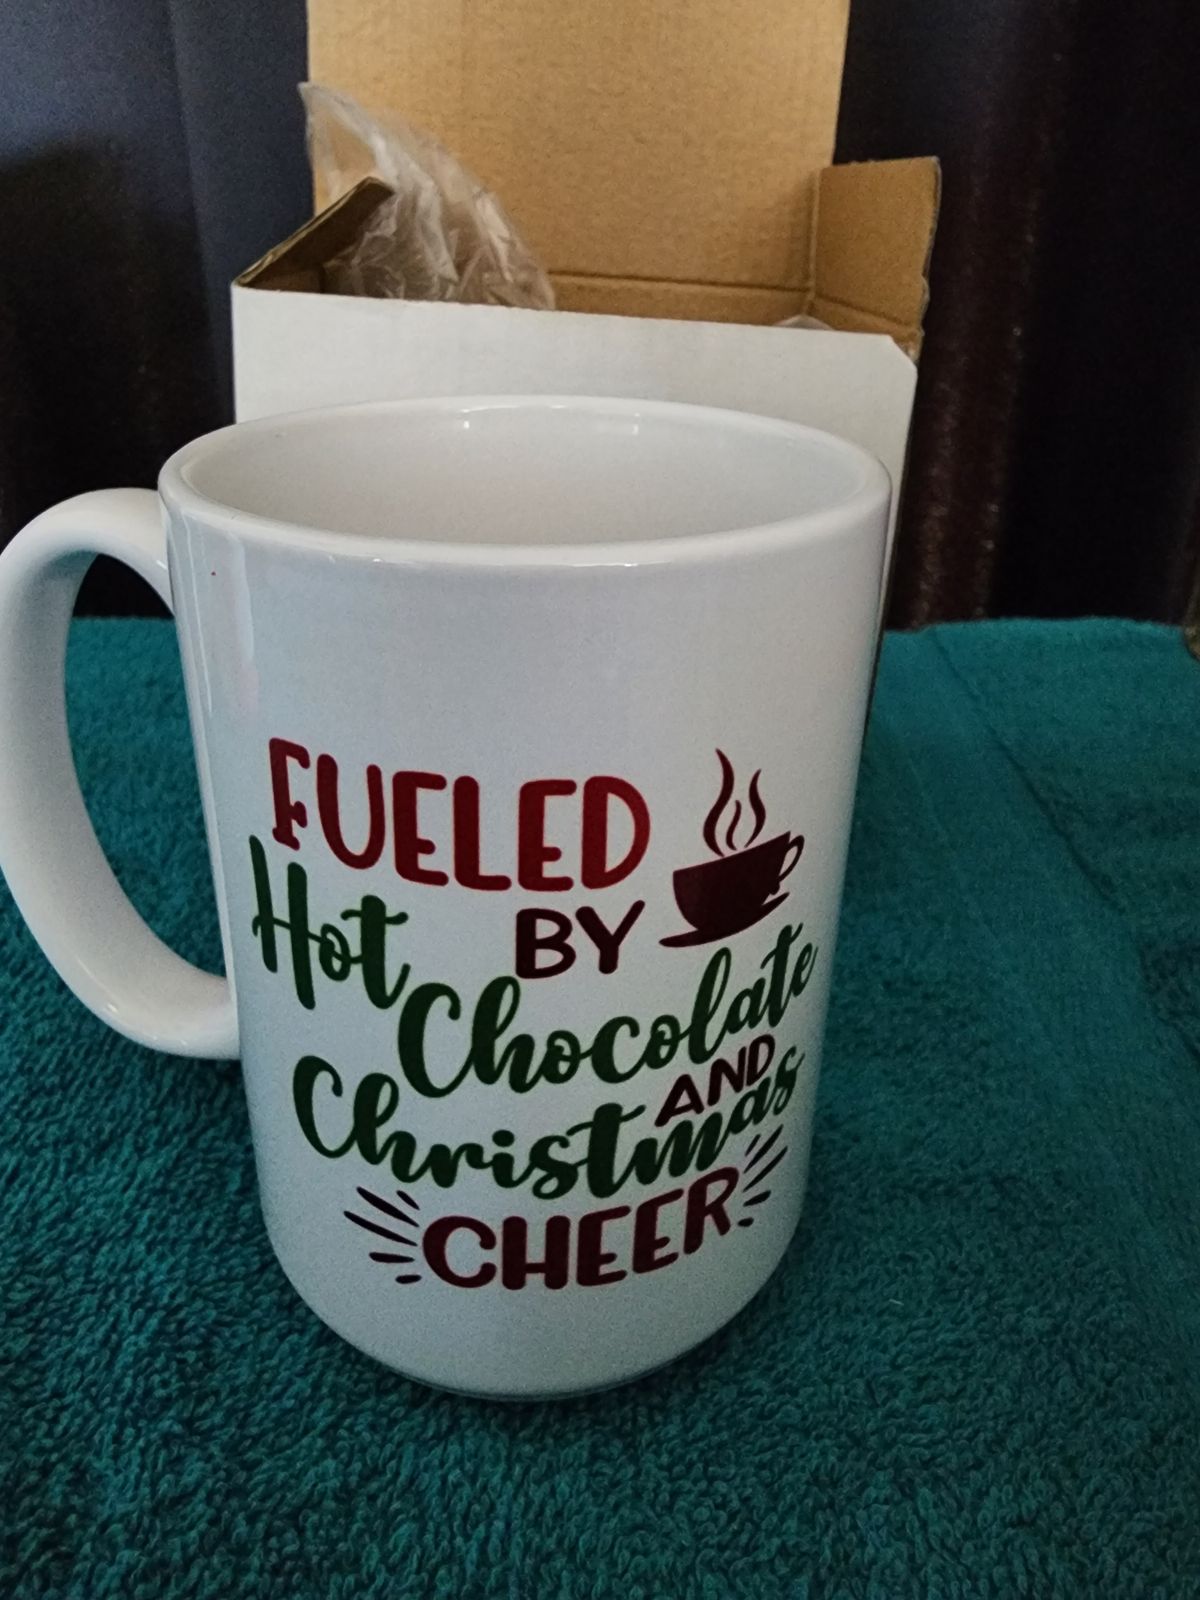 FUELED
BY
Hot
Chocolate
AND
Christmas
CHEER